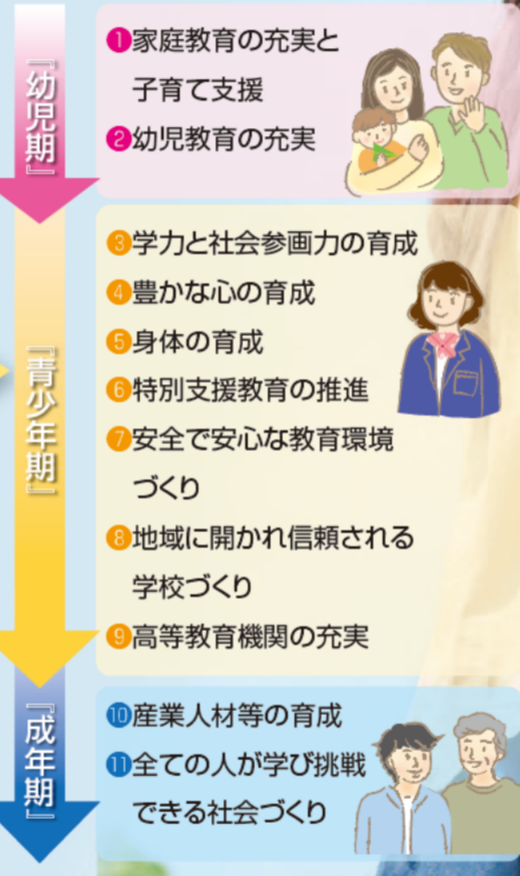 『幼児期』
❶家庭教育の充実と
子育て支援
❷幼児教育の充実
『青少年期』
❸学力と社会参画力の育成
❹豊かな心の育成
❺身体の育成
❻特別支援教育の推進
❼安全で安心な教育環境
づくり
❽地域に開かれ信頼される
学校づくり
❾高等教育機関の充実
『成年期』
❿産業人材等の育成
⓫全ての人が学び挑戦
できる社会づくり